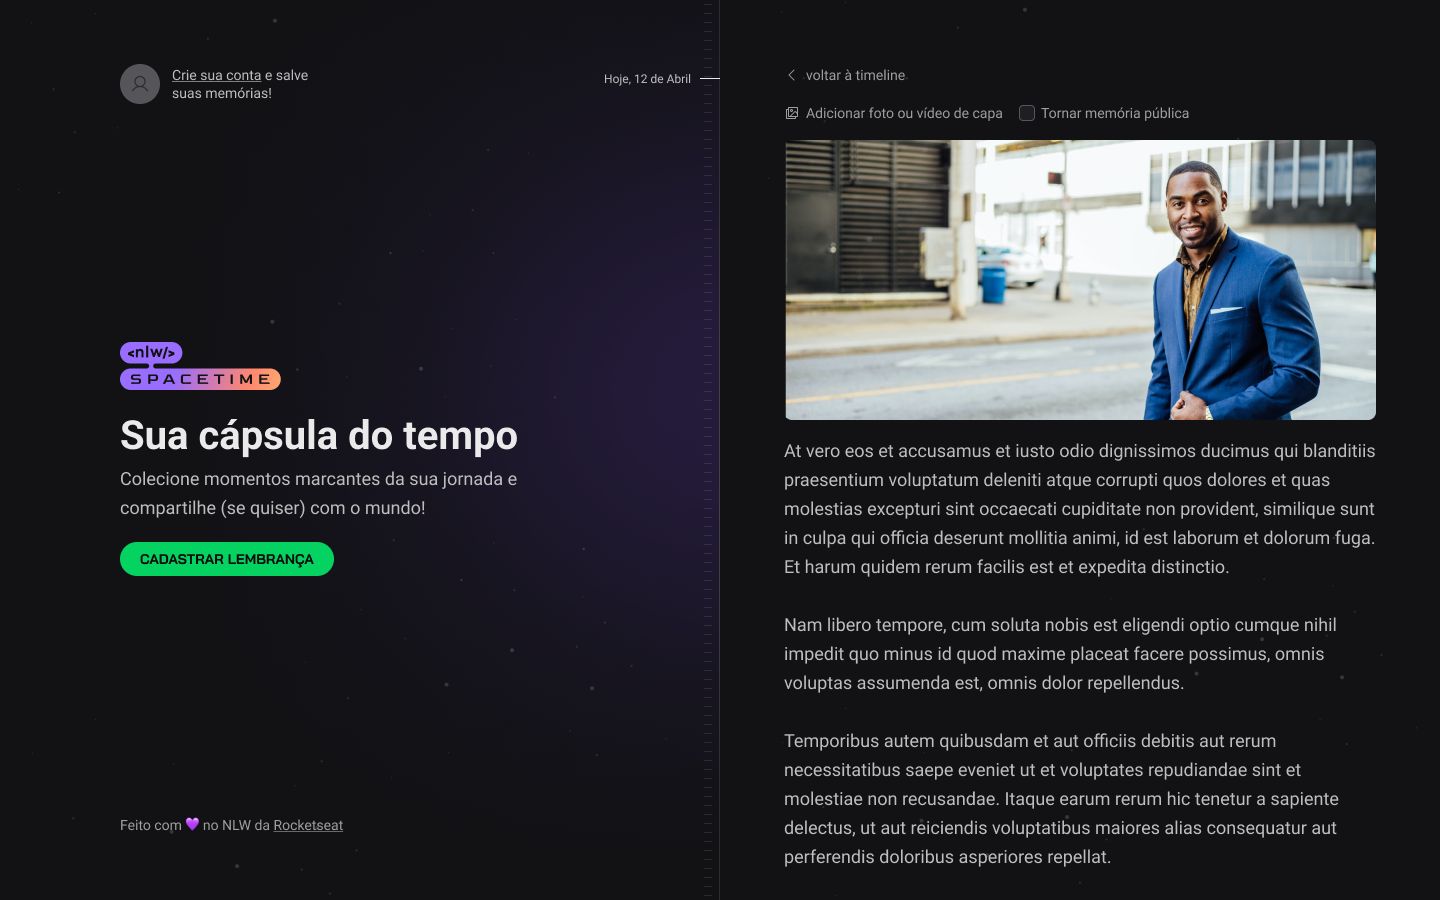 Crie sua conta e salve
suas memórias!
Hoje, 12 de Abril
<nlw/>
SPACETIME
Sua cápsula do tempo
Colecione momentos marcantes da sua jornada e
compartilhe (se quiser) com o mundo!
CADASTRAR LEMBRANÇA
Feito com 💜 no NLW da Rocketseat
voltar à timeline
Adicionar foto ou vídeo de capa
Tornar memória pública
At vero eos et accusamus et iusto odio dignissimos ducimus qui blanditiis
praesentium voluptatum deleniti atque corrupti quos dolores et quas
molestias excepturi sint occaecati cupiditate non provident, similique sunt
in culpa qui officia deserunt mollitia animi, id est laborum et dolorum fuga.
Et harum quidem rerum facilis est et expedita distinctio.
Nam libero tempore, cum soluta nobis est eligendi optio cumque nihil
impedit quo minus id quod maxime placeat facere possimus, omnis
voluptas assumenda est, omnis dolor repellendus.
Temporibus autem quibusdam et aut officiis debitis aut rerum
necessitatibus saepe eveniet ut et voluptates repudiandae sint et
molestiae non recusandae. Itaque earum rerum hic tenetur a sapiente
delectus, ut aut reiciendis voluptatibus maiores alias consequatur aut
perferendis doloribus asperiores repellat.